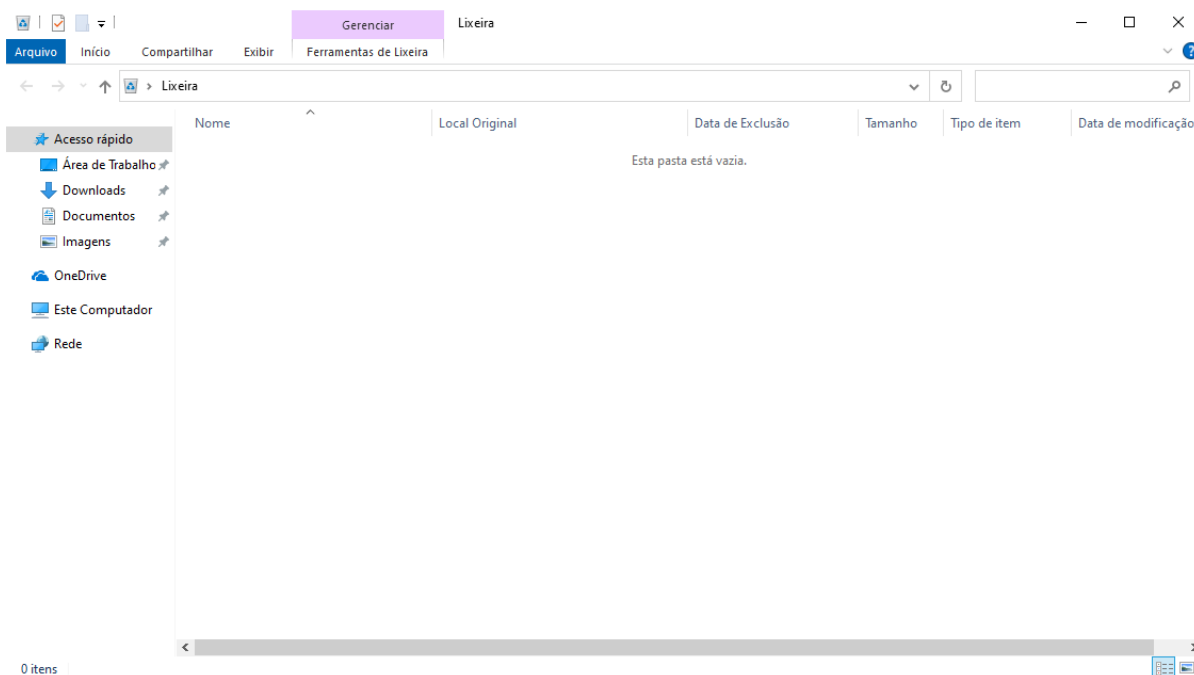 Gerenciar Lixeira
Arquivo Início Compartilhar Exibir Ferramentas de Lixeira ?
Lixeira
Nome Local Original Data de Exclusão Tamanho Tipo de item Data de modificação
Esta pasta está vazia.
Acesso rápido
Área de Trabalho
Downloads
Documentos
Imagens
OneDrive
Este Computador
Rede
0 itens